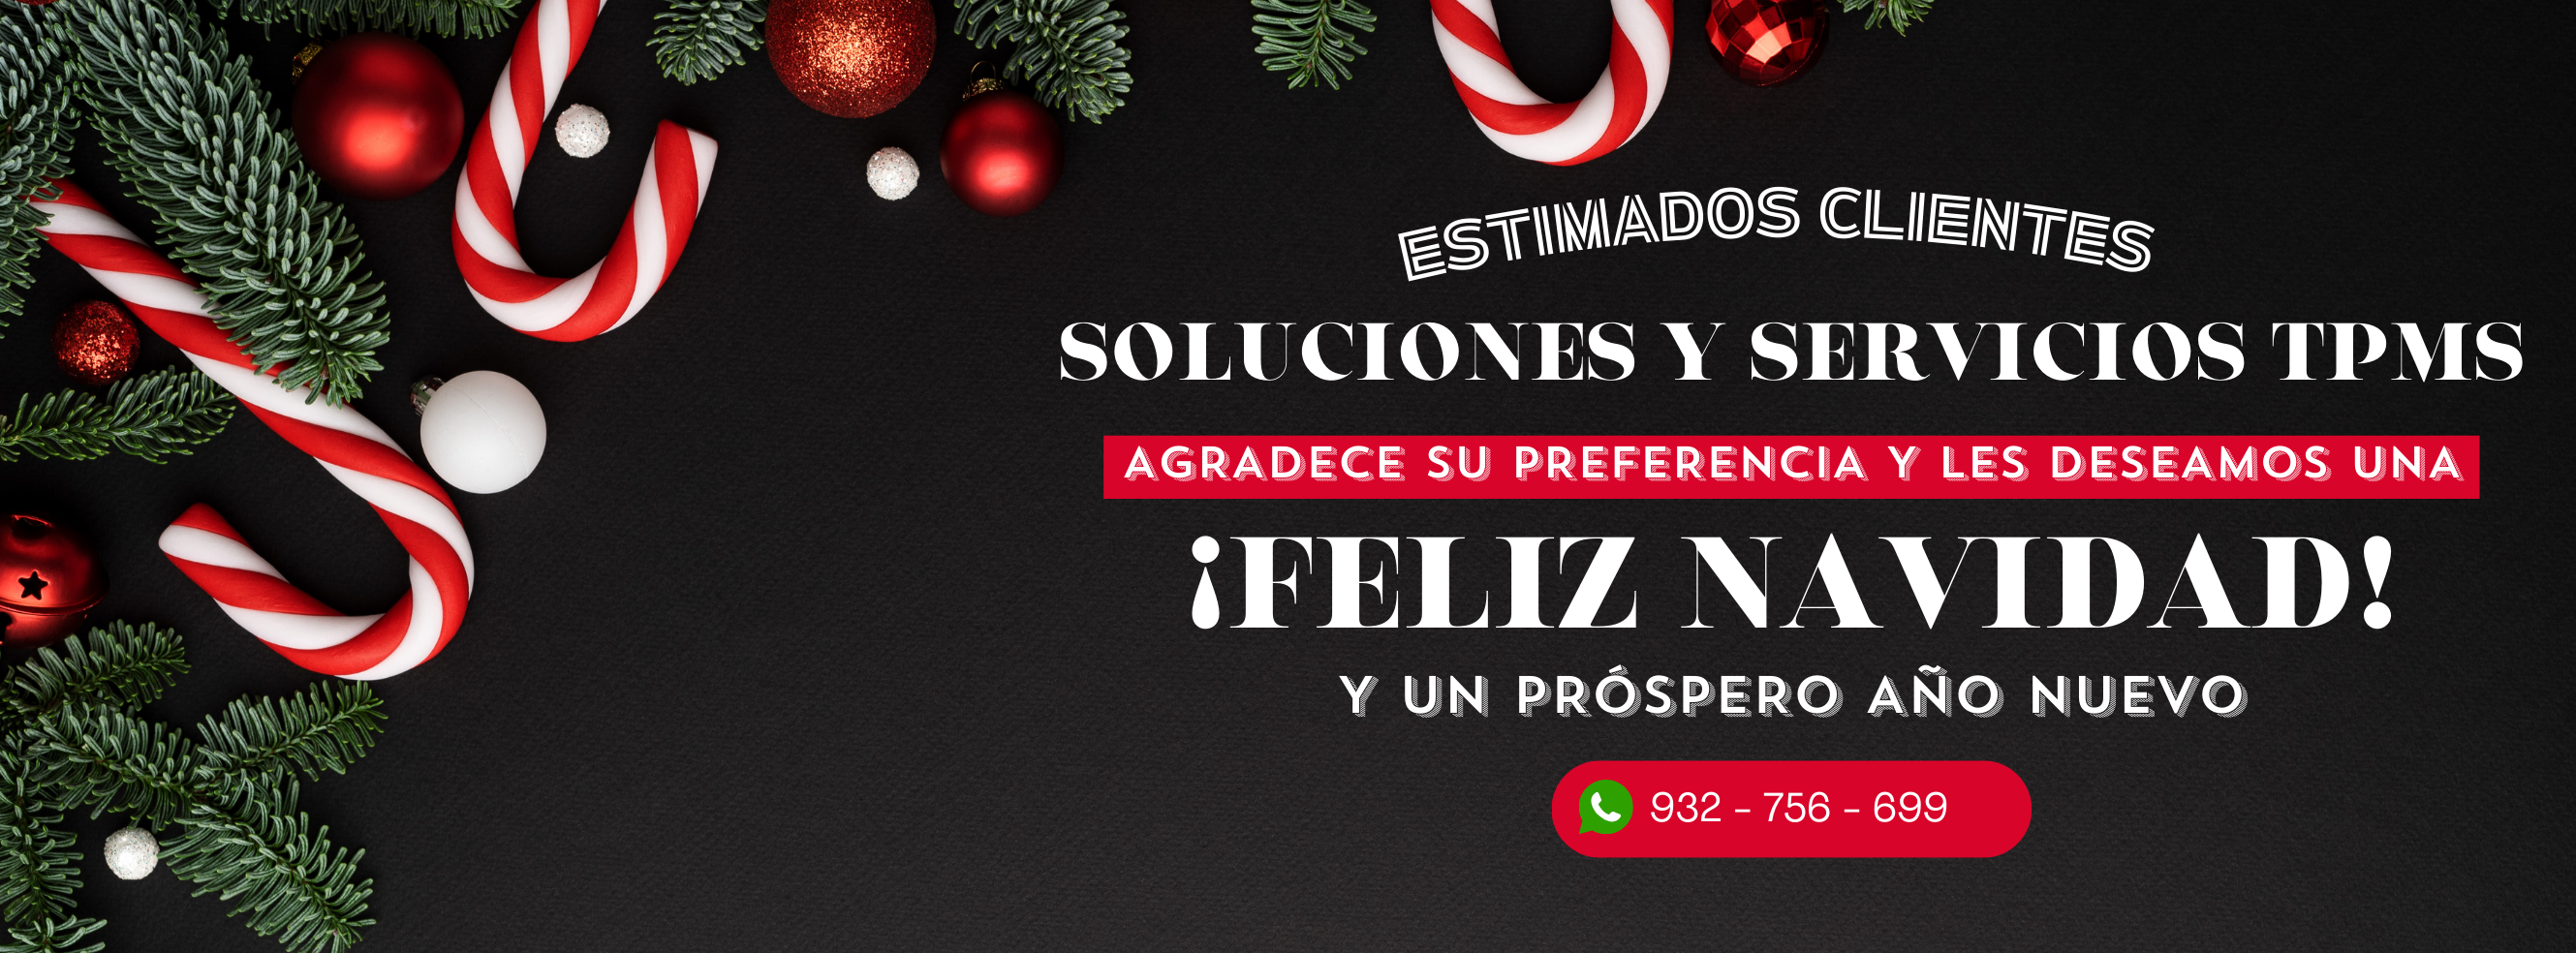 ESTIMADOS CLIENTES
SOLUCIONES Y SERVICIOS TPMS
AGRADECE SU PREFERENCIA Y LES DESEAMOS UNA
¡FELIZ NAVIDAD!
Y UN PRÓSPERO AÑO NUEVO
932 - 756 - 699